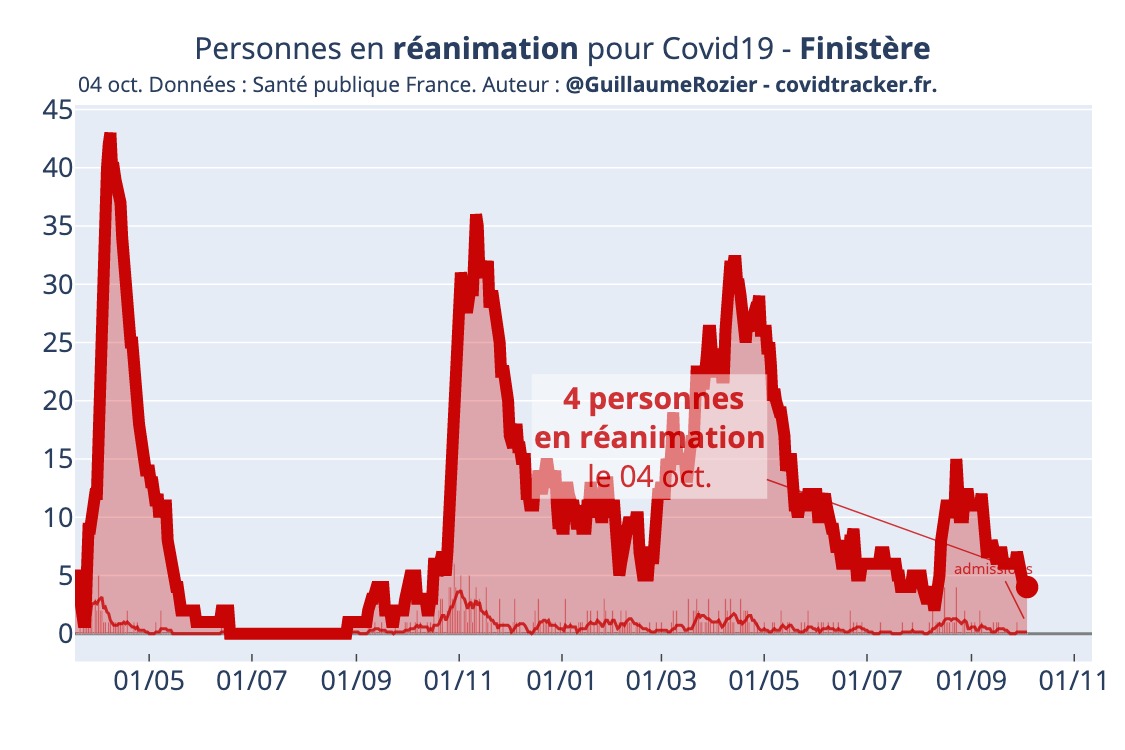 Personnes en réanimation pour Covid19 - Finistère
04 oct. Données : Santé publique France. Auteur : @GuillaumeRozier - covidtracker.fr.
45
40
35
30
25
20
15
10
5
0
4 personnes
en réanimation
le 04 oct.
admissions
01/05 01/07 01/09 01/11 01/01 01/03 01/05 01/07 01/09 01/11